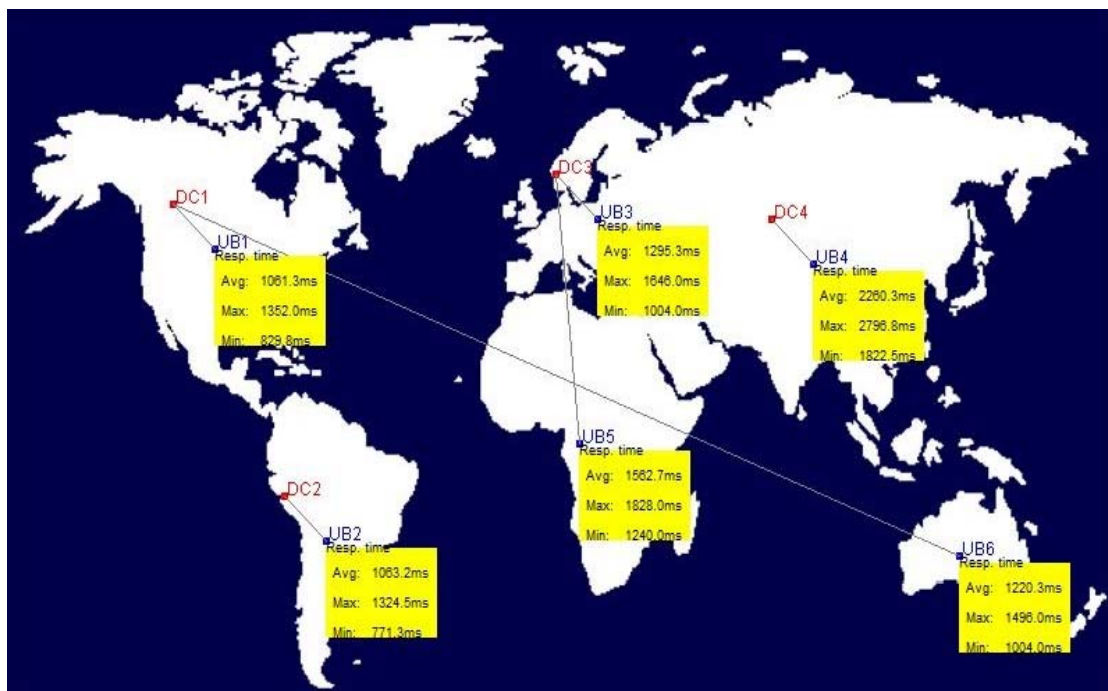 DC1
UB1
Resp. time
Avg: 1061.3ms
Max: 1352.0ms
Min: 829.8ms
DC2
UB2
Resp. time
Avg: 1063.2ms
Max: 1324.5ms
Min: 771.3ms
DC3
UB3
Resp. time
Avg: 1295.3ms
Max: 1646.0ms
Min: 1004.0ms
UB5
Resp. time
Avg: 1562.7ms
Max: 1828.0ms
Min: 1240.0ms
DC4
UB4
Resp. time
Avg: 2260.3ms
Max: 2796.8ms
Min: 1822.5ms
UB6
Resp. time
Avg: 1220.3ms
Max: 1496.0ms
Min: 1004.0ms